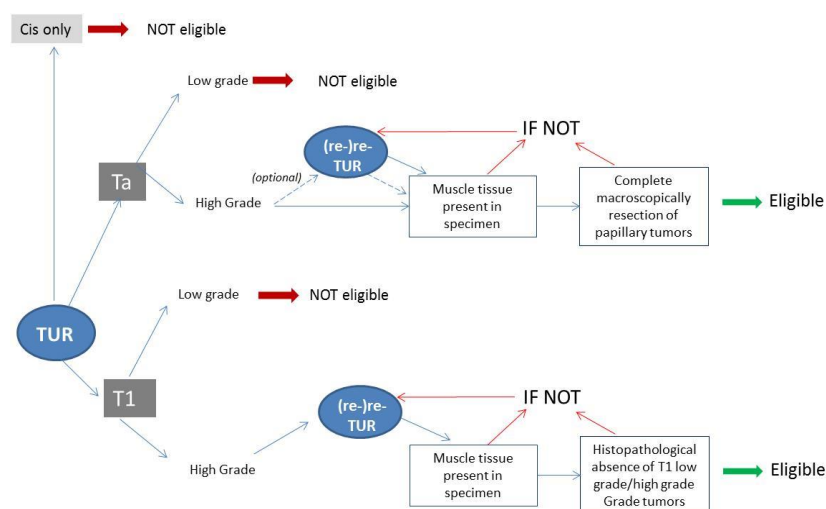 Cis only
NOT eligible
Low grade
NOT eligible
IF NOT
(re-)re-
TUR
(optional)
Ta
High Grade
Muscle tissue
present in
specimen
Complete
macroscopically
resection of
papillary tumors
Eligible
Low grade
NOT eligible
TUR
T1
IF NOT
(re-)re-
TUR
High Grade
Muscle tissue
present in
specimen
Histopathological
absence of T1 low
grade/high grade
Grade tumors
Eligible